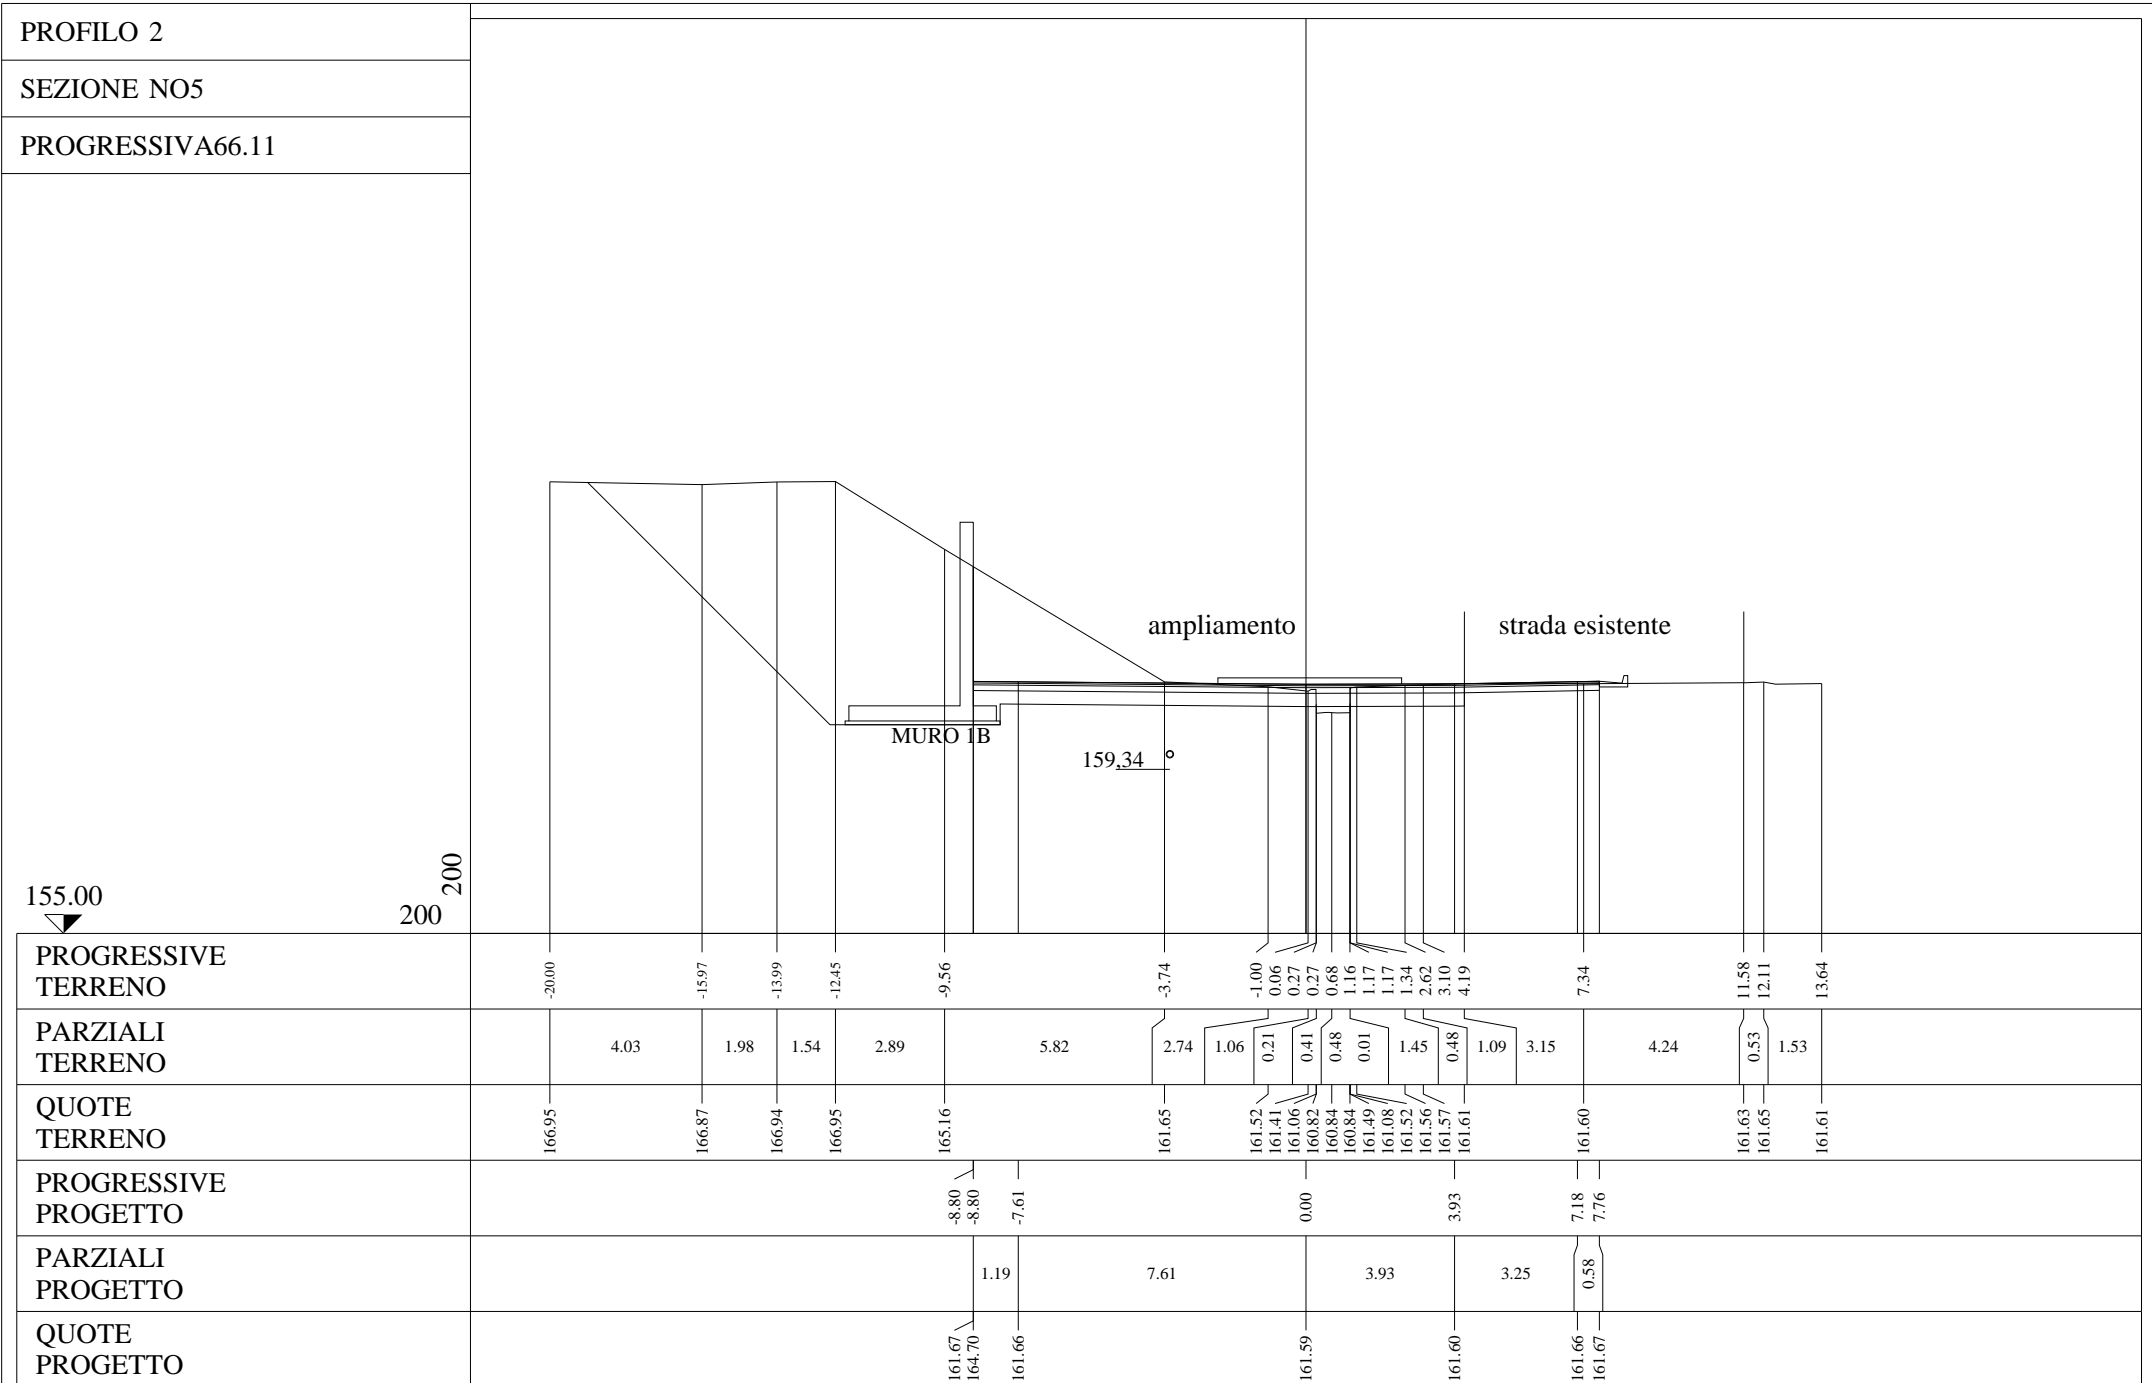 PROFILO 2
SEZIONE NO5
PROGRESSIVA66.11
ampliamento
strada esistente
MURO 1B
159,34
155.00
200
200
PROGRESSIVE
TERRENO
-20.00 -15.97 -13.99 -12.45 -9.56 -3.74 -1.00 0.06 0.27 0.27 0.68 1.16 1.17 1.17 1.34 2.62 3.10 4.19 7.34 11.58 12.11 13.64
PARZIALI
TERRENO
4.03 1.98 1.54 2.89 5.82 2.74 1.06 0.21 0.41 0.48 0.01 1.45 0.48 1.09 3.15 4.24 0.53 1.53
QUOTE
TERRENO
166.95 166.87 166.94 166.95 165.16 161.65 161.52 161.41 161.06 160.82 160.84 160.84 161.49 161.08 161.52 161.56 161.57 161.61 161.60 161.63 161.65 161.61
PROGRESSIVE
PROGETTO
-8.80 -8.80 -7.61 0.00 3.93 7.18 7.76
PARZIALI
PROGETTO
1.19 7.61 3.93 3.25 0.58
QUOTE
PROGETTO
161.67 164.70 161.66 161.59 161.60 161.66 161.67